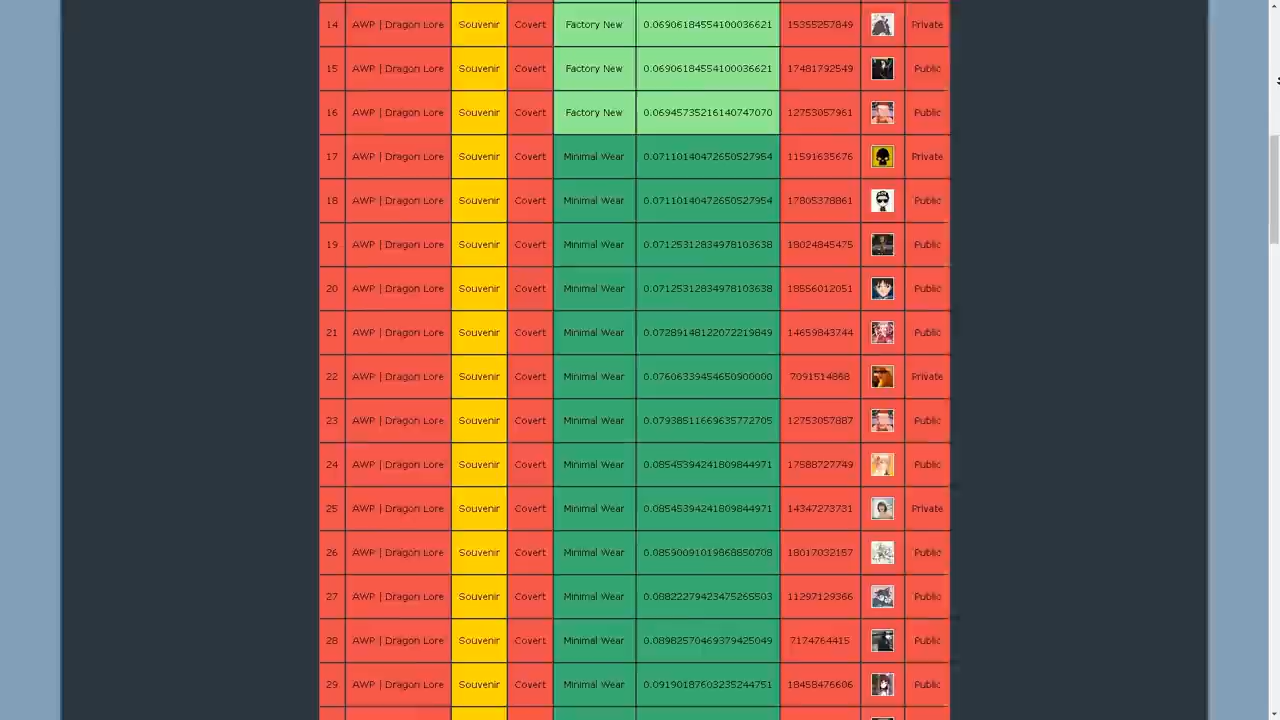 14 AWP | Dragon Lore Souvenir Covert Factory New 0.06906184554100036621 15355257849 Private
15 AWP | Dragon Lore Souvenir Covert Factory New 0.06906184554100036621 17481792549 Public
16 AWP | Dragon Lore Souvenir Covert Factory New 0.06945735216140747070 12753057961 Public
17 AWP | Dragon Lore Souvenir Covert Minimal Wear 0.07110140472650527954 11591635676 Private
18 AWP | Dragon Lore Souvenir Covert Minimal Wear 0.07110140472650527954 17805378861 Public
19 AWP | Dragon Lore Souvenir Covert Minimal Wear 0.07125312834978103638 18024845475 Public
20 AWP | Dragon Lore Souvenir Covert Minimal Wear 0.07125312834978103638 18556012051 Public
21 AWP | Dragon Lore Souvenir Covert Minimal Wear 0.07289148122072219849 14659843744 Public
22 AWP | Dragon Lore Souvenir Covert Minimal Wear 0.07606339454650900000 7091514868 Private
23 AWP | Dragon Lore Souvenir Covert Minimal Wear 0.07938511669635772705 12753057887 Public
24 AWP | Dragon Lore Souvenir Covert Minimal Wear 0.08545394241809844971 17588727749 Public
25 AWP | Dragon Lore Souvenir Covert Minimal Wear 0.08545394241809844971 14347273731 Private
26 AWP | Dragon Lore Souvenir Covert Minimal Wear 0.08590091019868850708 18017032157 Public
27 AWP | Dragon Lore Souvenir Covert Minimal Wear 0.08822279423475265503 11297129366 Public
28 AWP | Dragon Lore Souvenir Covert Minimal Wear 0.08982570469379425049 7174764415 Public
29 AWP | Dragon Lore Souvenir Covert Minimal Wear 0.09190187603235244751 18458476606 Public